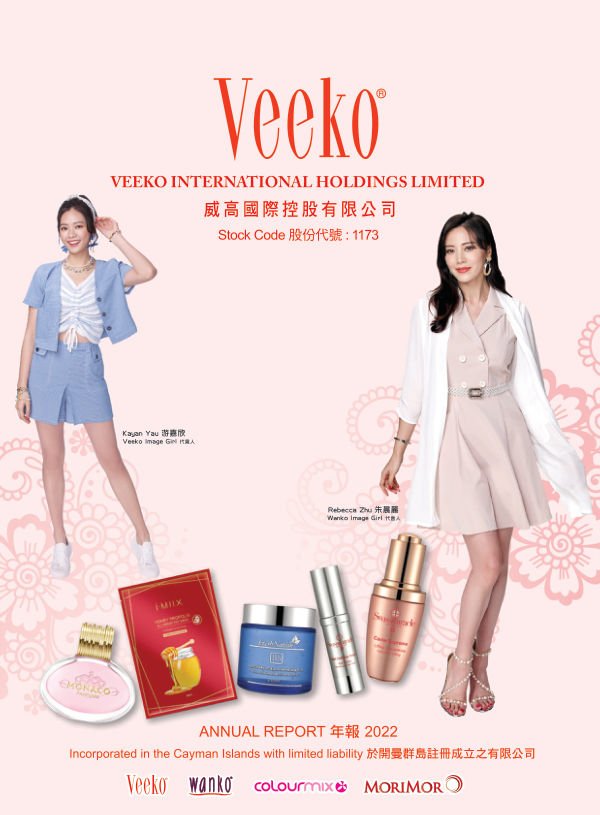 Veeko®
VEEKO INTERNATIONAL HOLDINGS LIMITED
威高國際控股有限公司
Stock Code 股份代號 : 1173
Kayan Yau 游嘉欣
Veeko Image Girl 代言人
Rebecca Zhu 朱晨麗
Wanko Image Girl 代言人
MONACO
PARFUMS
i-MIIX
HONEY PROPOLIS
ANNUAL REPORT 年報 2022
Incorporated in the Cayman Islands with limited liability 於開曼群島註冊成立之有限公司
Veeko® wanko® colourmix MORIMOR